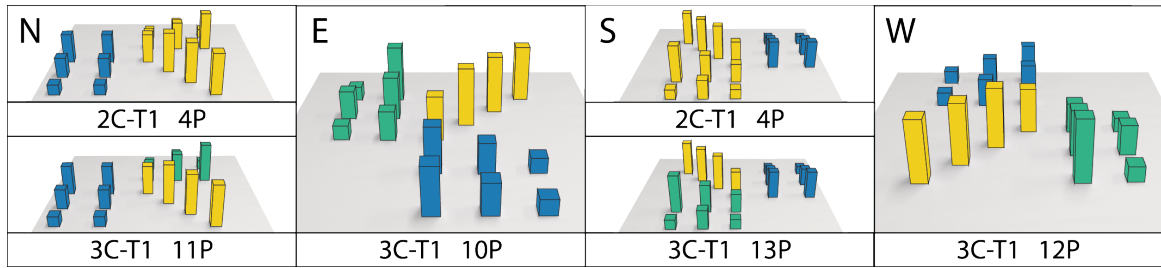 N
2C-T1 4P
3C-T1 11P
E
3C-T1 10P
S
2C-T1 4P
3C-T1 13P
W
3C-T1 12P